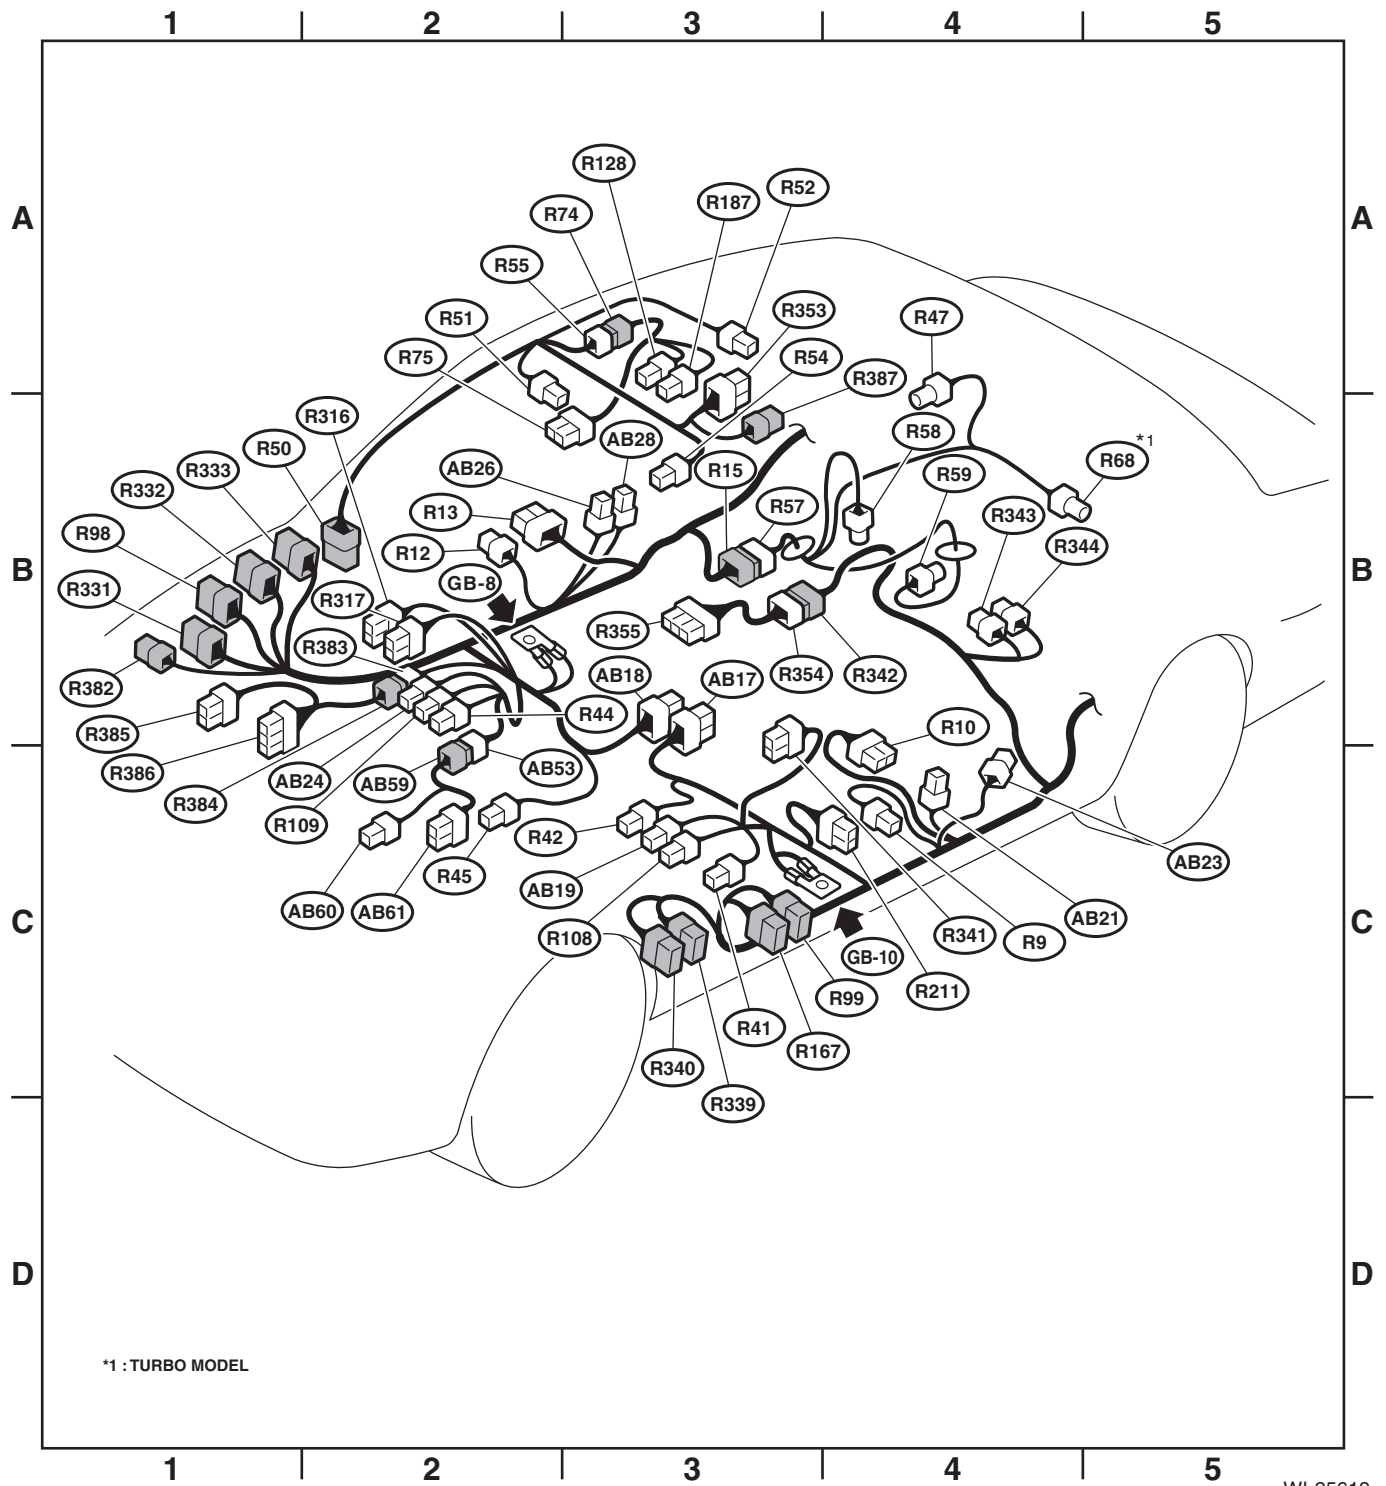 1 2 3 4 5
R128
R187 R52
A R74 A
R55
R353
R51 R47
R75 R54
R387
R316
R50 AB28 R58
R333 AB26 R15 R59 R68 *1
R332
R13 R57 R343
R98 R12 R344
B GB-8 B
R331 R317
R355
R383
R382 AB18 AB17 R354 R342
R44
R385 R10
R386 AB24 AB59 AB53
R384
R109 R42
AB23
R45 AB19
AB60 AB61 AB21
C R108 R341 R9 C
GB-10
R99 R211
R41
R167
R340
R339
D D
*1 : TURBO MODEL
1 2 3 4 5